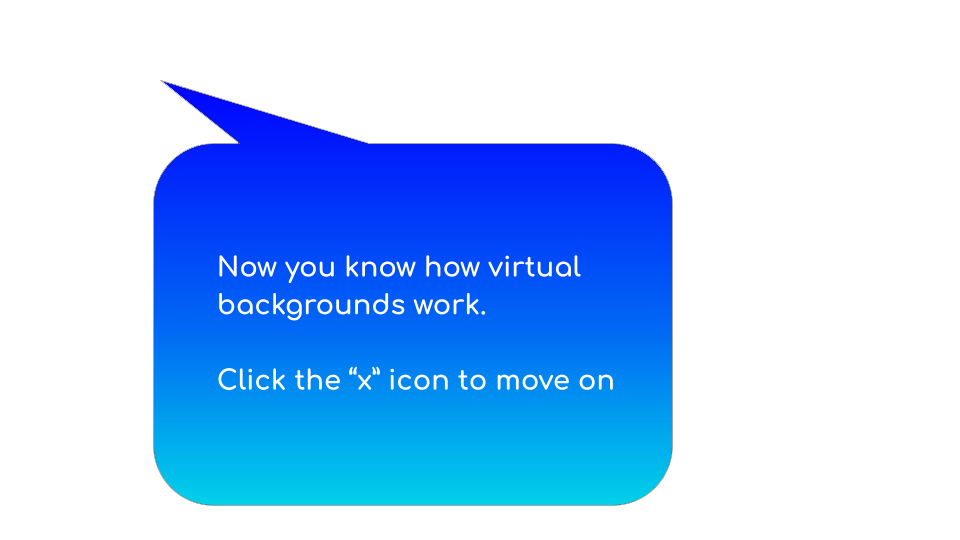 Now you know how virtual
backgrounds work.
Click the “x” icon to move on